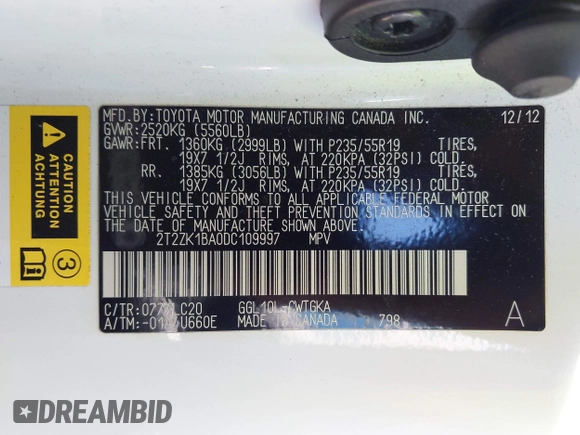 MFD.BY:TOYOTA MOTOR MANUFACTURING CANADA INC. 12/12
GVWR:2520KG (5560LB)
GAWR:FRT. 1360KG (2999LB) WITH P235/55R19 TIRES,
19X7 1/2J RIMS, AT 220KPA (32PSI) COLD.
RR. 1385KG (3056LB) WITH P235/55R19 TIRES,
19X7 1/2J RIMS, AT 220KPA (32PSI) COLD.
THIS VEHICLE CONFORMS TO ALL APPLICABLE FEDERAL MOTOR
VEHICLE SAFETY AND THEFT PREVENTION STANDARDS IN EFFECT ON
THE DATE OF MANUFACTURE SHOWN ABOVE.
2T2ZK1BA0DC109997 MPV
C/TR: LC20 GGL10L-CWTGKA
A/TM: U660E MADE IN CANADA 798 A
CAUTION
ATTENTION
ACHTUNG
3
DREAMBID